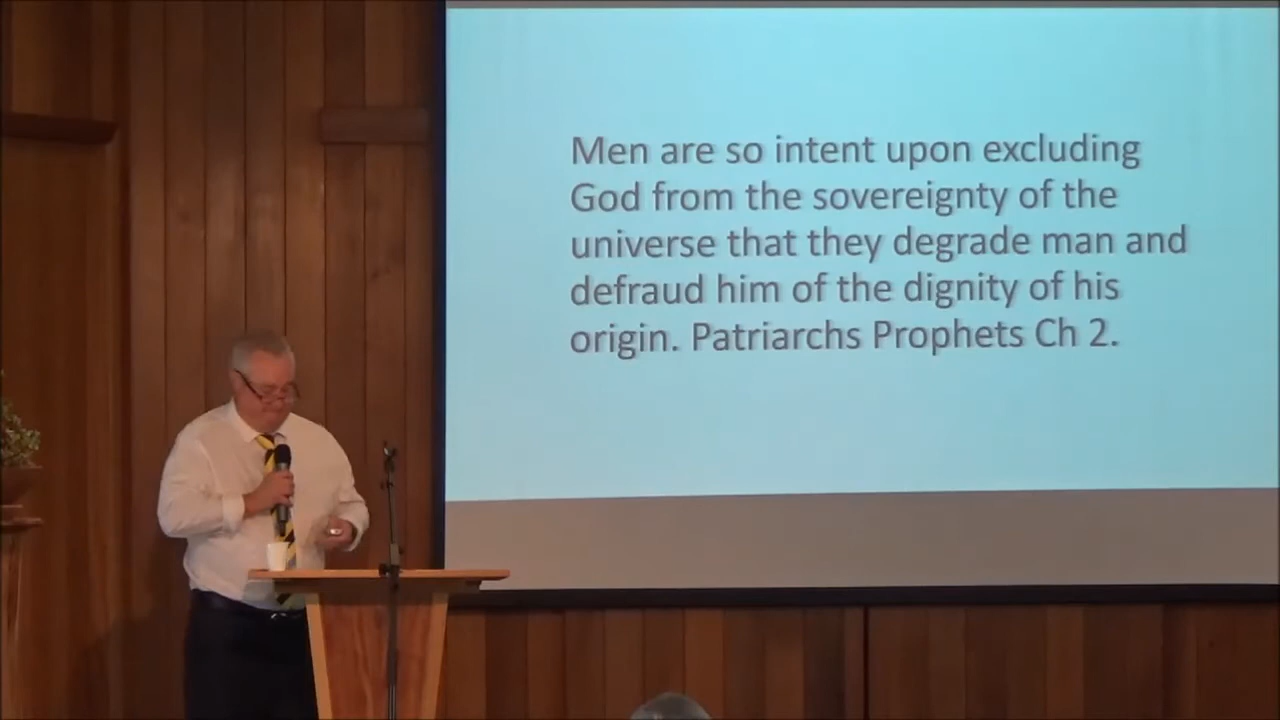 Men are so intent upon excluding
God from the sovereignty of the
universe that they degrade man and
defraud him of the dignity of his
origin. Patriarchs Prophets Ch 2.